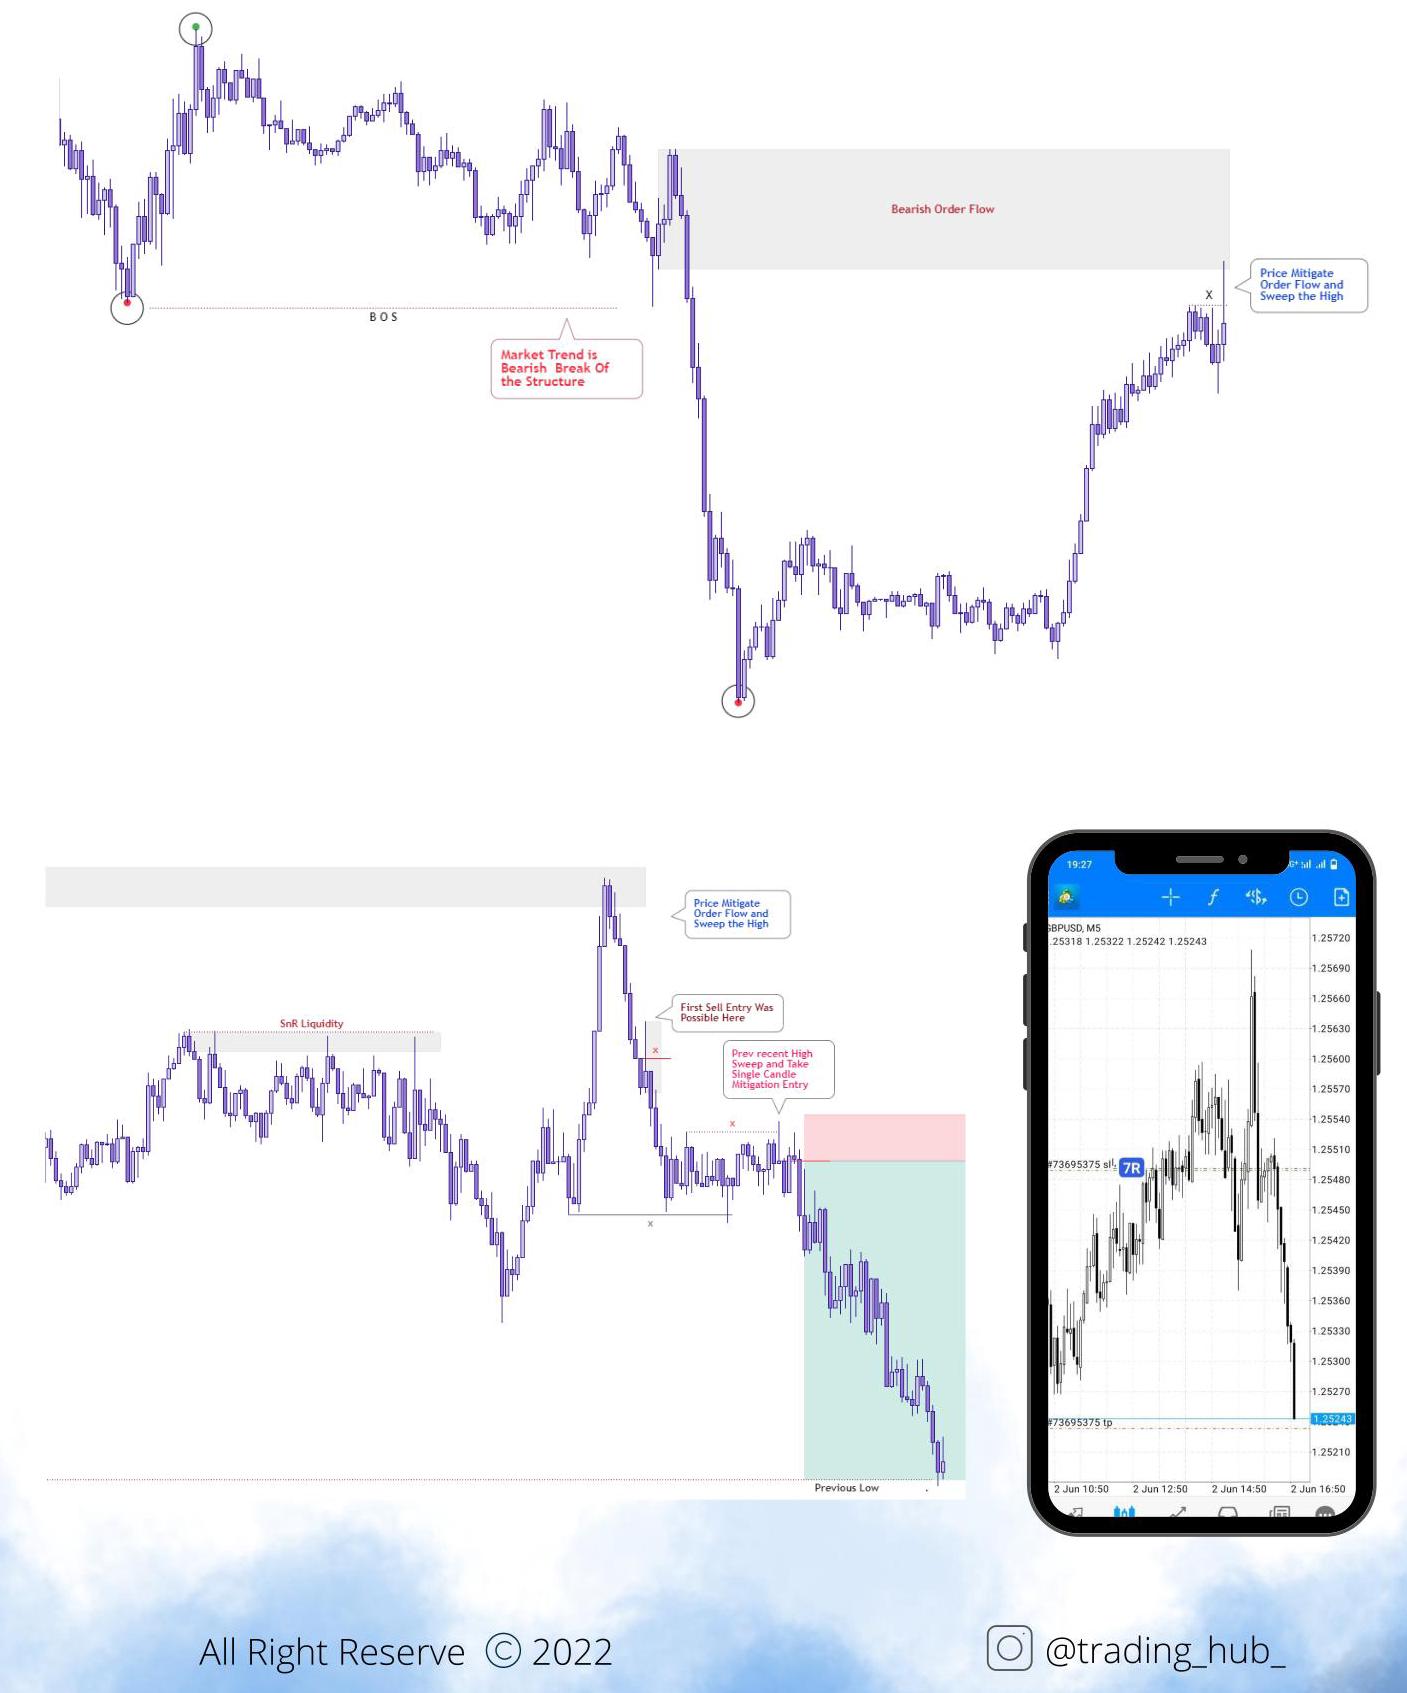 Bearish Order Flow
Price Mitigate
Order Flow and
Sweep the High
X
BOS
Market Trend is
Bearish Break Of
the Structure
Price Mitigate
Order Flow and
Sweep the High
First Sell Entry Was
Possible Here
SnR Liquidity
x
Prev recent High
Sweep and Take
Single Candle
Mitigation Entry
x
x
Previous Low
19:27
GBPUSD, M5
.25318 1.25322 1.25242 1.25243
1.25720
1.25690
1.25660
1.25630
1.25600
1.25570
1.25540
1.25510
#73695375 sl
7R
1.25480
1.25450
1.25420
1.25390
1.25360
1.25330
1.25300
1.25270
#73695375 tp
1.25243
1.25210
2 Jun 10:50
2 Jun 12:50
2 Jun 14:50
2 Jun 16:50
All Right Reserve © 2022
@trading_hub_